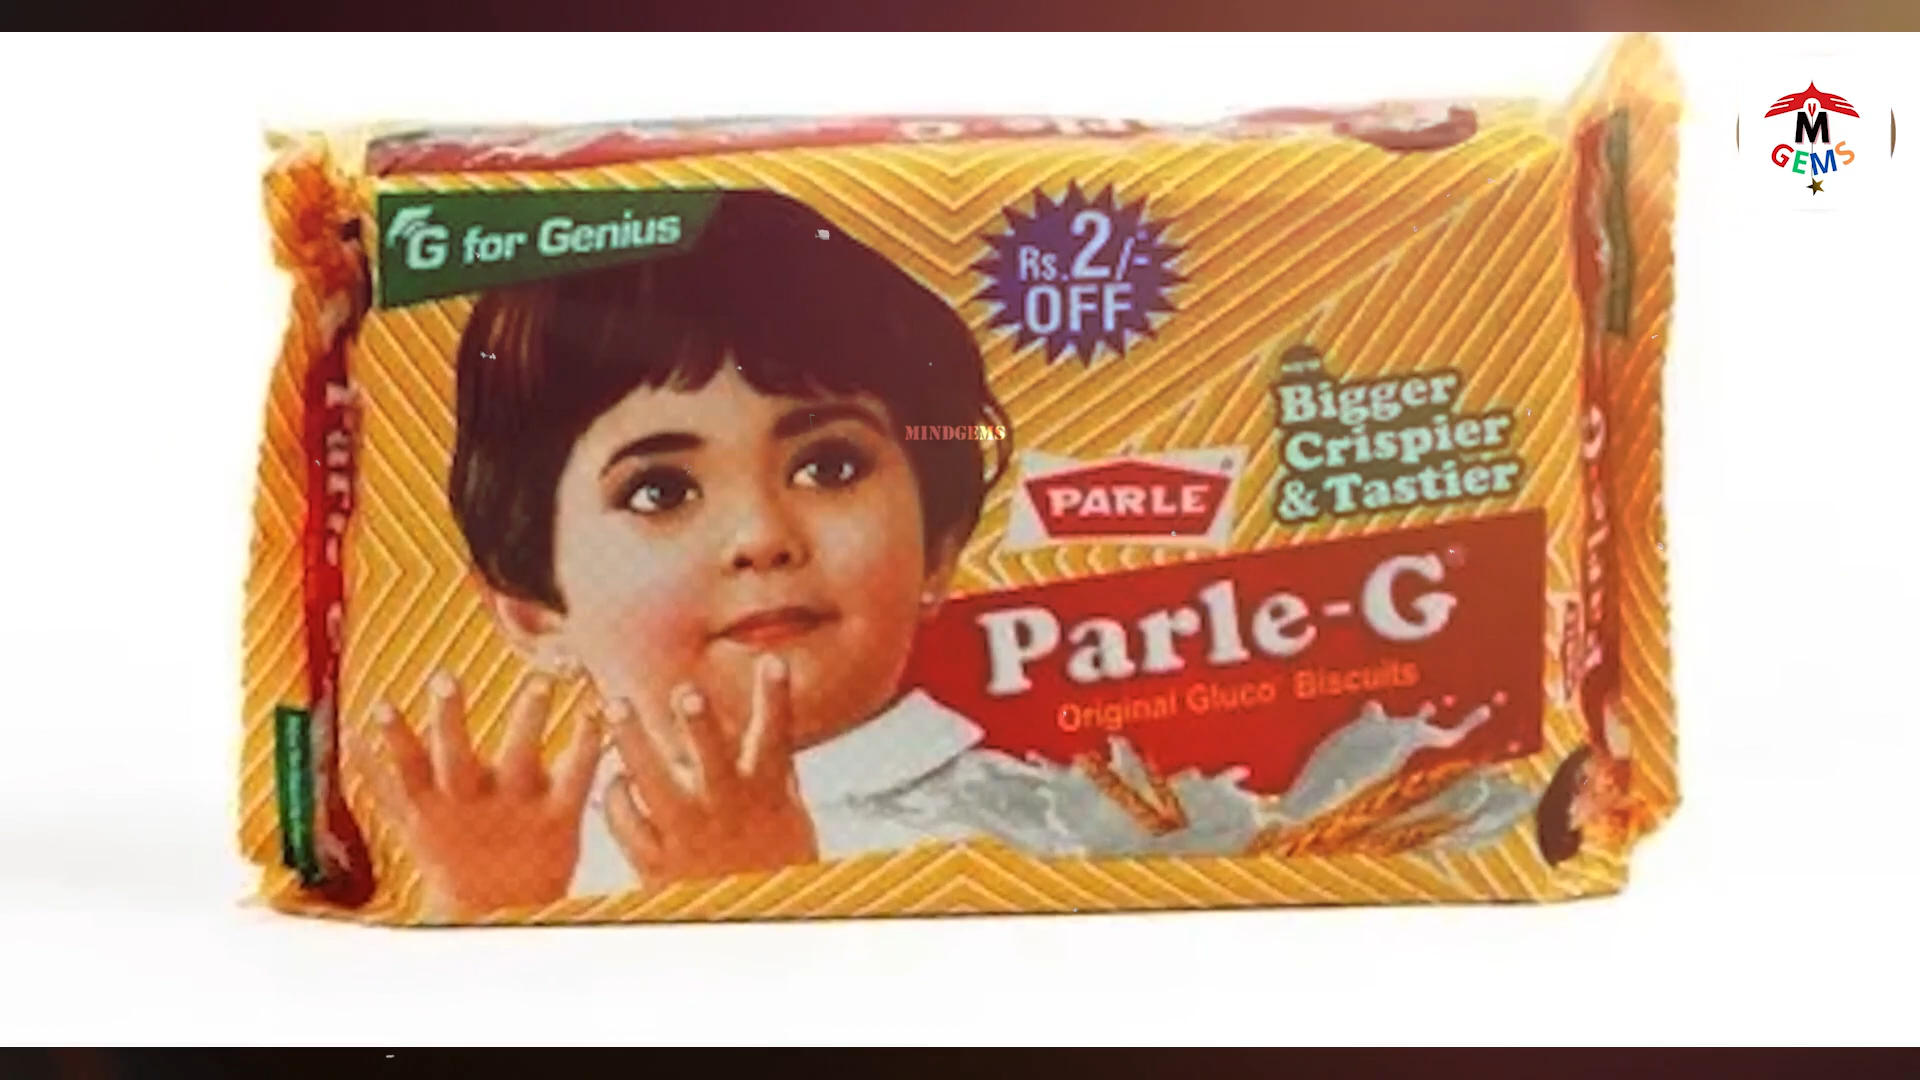 G for Genius
Rs. 2/-
OFF
M
GEMS
MINDGEMS
Bigger
Crispier
& Tastier
PARLE
Parle-G
Original Gluco Biscuits